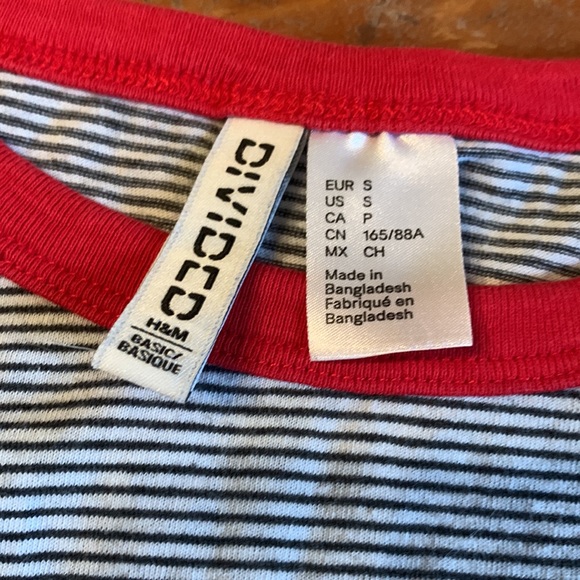 DIVIDED
H&M
BASIC/
BASIQUE
EUR S
US S
CA P
CN 165/88A
MX CH
Made in
Bangladesh
Fabriqué en
Bangladesh